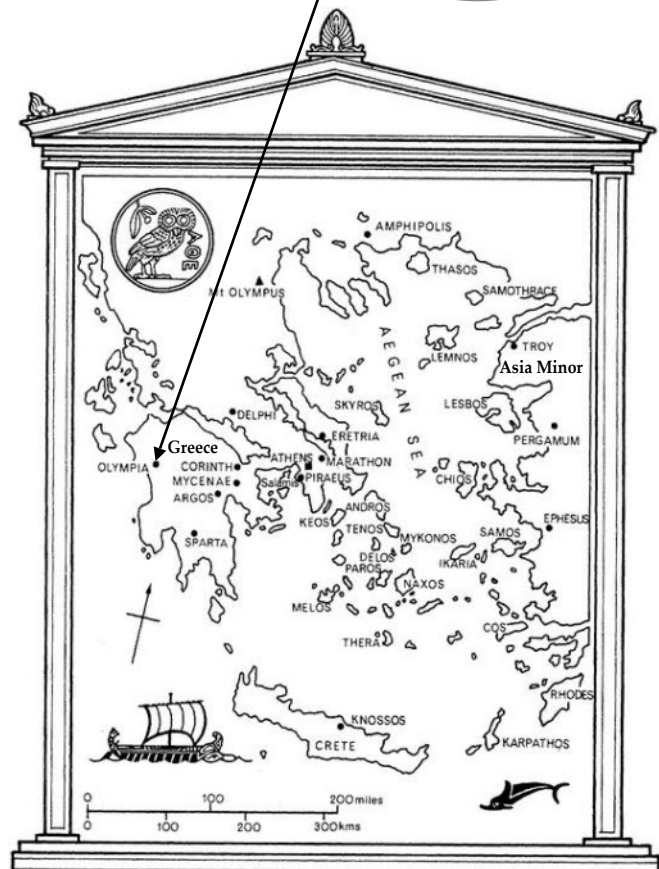 AMPHIPOLIS
THASOS
Mt OLYMPUS
SAMOTHRACE
AEGEAN SEA
LEMNOS
TROY
Asia Minor
SKYROS
LESBOS
PERGAMUM
DELPHI
ERETRIA
Greece
OLYMPIA
CORINTH
ATHENS
MARATHON
MYCENAE
Salamis
PIRAEUS
CHIOS
ARGOS
KEOS
ANDROS
TENOS
MYKONOS
SAMOS
EPHESUS
SPARTA
DELOS
IKARIA
PAROS
NAXOS
MELOS
COS
THERA
RHODES
KNOSSOS
CRETE
KARPATHOS
0 100 200 miles
0 100 200 300kms